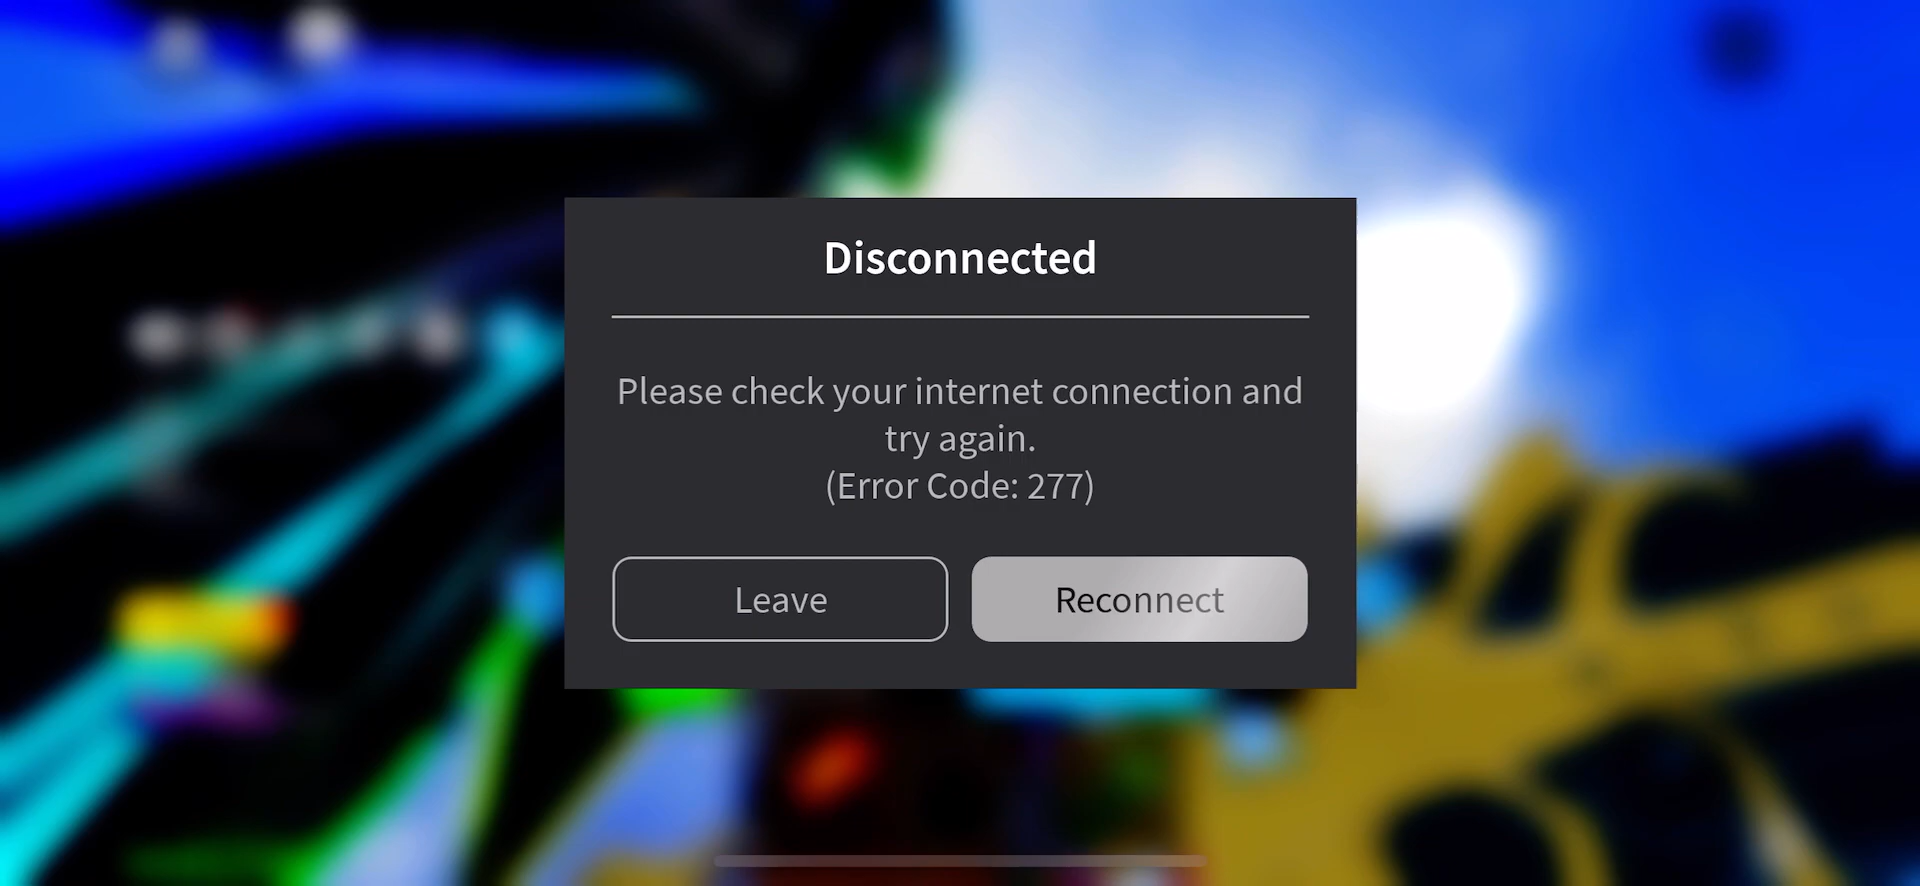 Disconnected
Please check your internet connection and
try again.
(Error Code: 277)
Leave
Reconnect